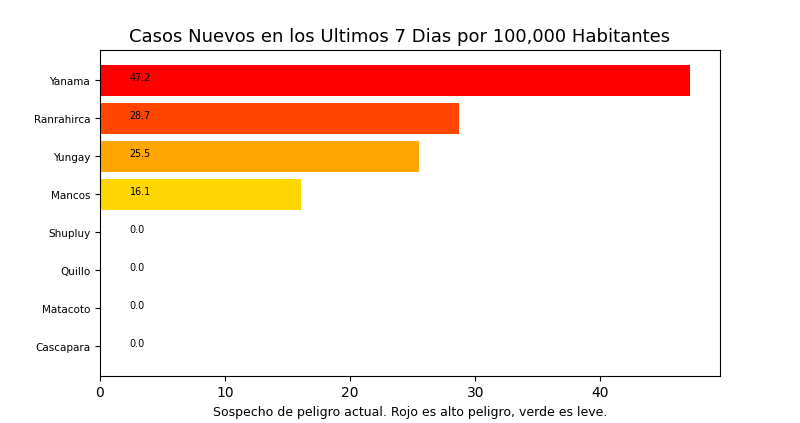 Casos Nuevos en los Ultimos 7 Dias por 100,000 Habitantes
Yanama 47.2
Ranrahirca 28.7
Yungay 25.5
Mancos 16.1
Shupluy 0.0
Quillo 0.0
Matacoto 0.0
Cascapara 0.0
0 10 20 30 40
Sospecho de peligro actual. Rojo es alto peligro, verde es leve.